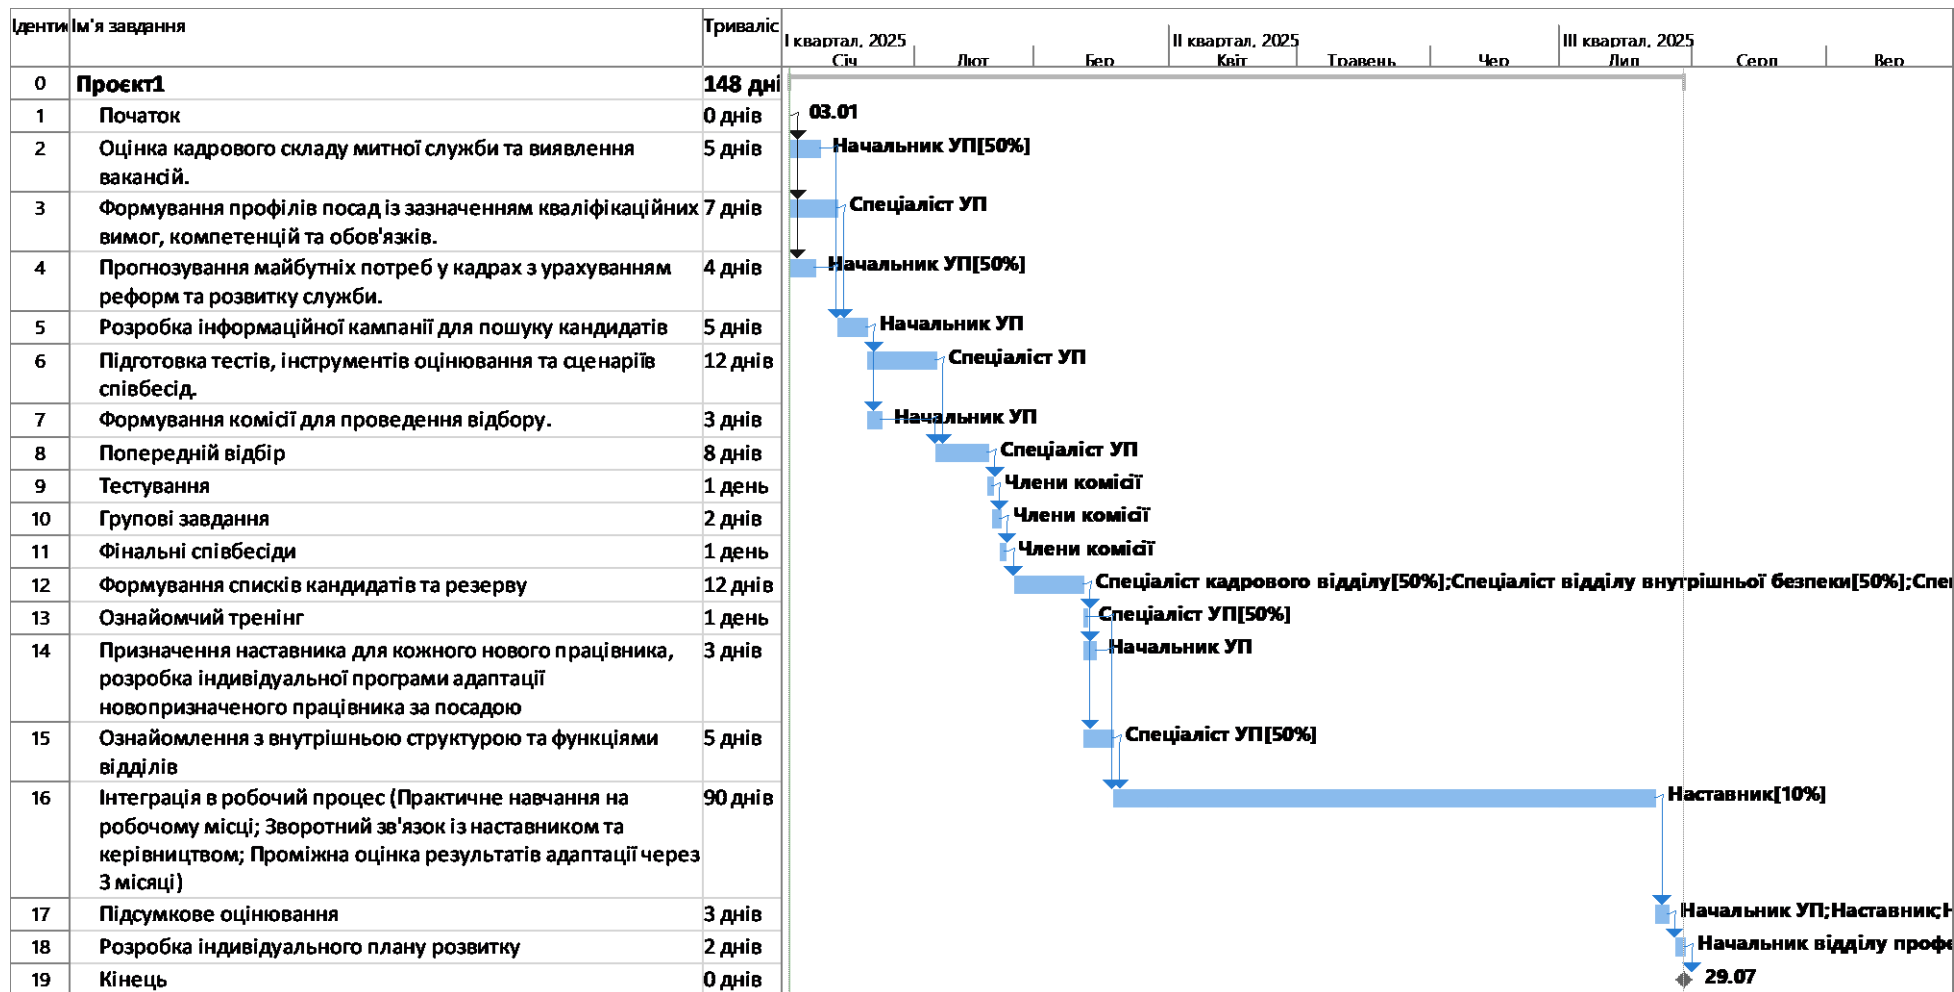 Іденти Ім'я завдання Триваліс
I квартал, 2025 II квартал, 2025 III квартал, 2025
Січ Лют Бер Квіт Травень Чер Лип Серп Вер
0 Проєкт1 148 дні
1 Початок 0 днів 03.01
2 Оцінка кадрового складу митної служби та виявлення 5 днів Начальник УП[50%]
вакансій.
3 Формування профілів посад із зазначенням кваліфікаційних 7 днів Спеціаліст УП
вимог, компетенцій та обов'язків.
4 Прогнозування майбутніх потреб у кадрах з урахуванням 4 днів Начальник УП[50%]
реформ та розвитку служби.
5 Розробка інформаційної кампанії для пошуку кандидатів 5 днів Начальник УП
6 Підготовка тестів, інструментів оцінювання та сценаріїв 12 днів Спеціаліст УП
співбесід.
7 Формування комісії для проведення відбору. 3 днів Начальник УП
8 Попередній відбір 8 днів Спеціаліст УП
9 Тестування 1 день Члени комісії
10 Групові завдання 2 днів Члени комісії
11 Фінальні співбесіди 1 день Члени комісії
12 Формування списків кандидатів та резерву 12 днів Спеціаліст кадрового відділу[50%];Спеціаліст відділу внутрішньої безпеки[50%];Спе
13 Ознайомчий тренінг 1 день Спеціаліст УП[50%]
14 Призначення наставника для кожного нового працівника, 3 днів Начальник УП
розробка індивідуальної програми адаптації
новопризначеного працівника за посадою
15 Ознайомлення з внутрішньою структурою та функціями 5 днів Спеціаліст УП[50%]
відділів
16 Інтеграція в робочий процес (Практичне навчання на 90 днів Наставник[10%]
робочому місці; Зворотний зв'язок із наставником та
керівництвом; Проміжна оцінка результатів адаптації через
3 місяці)
17 Підсумкове оцінювання 3 днів Начальник УП;Наставник;Н
18 Розробка індивідуального плану розвитку 2 днів Начальник відділу профе
19 Кінець 0 днів 29.07